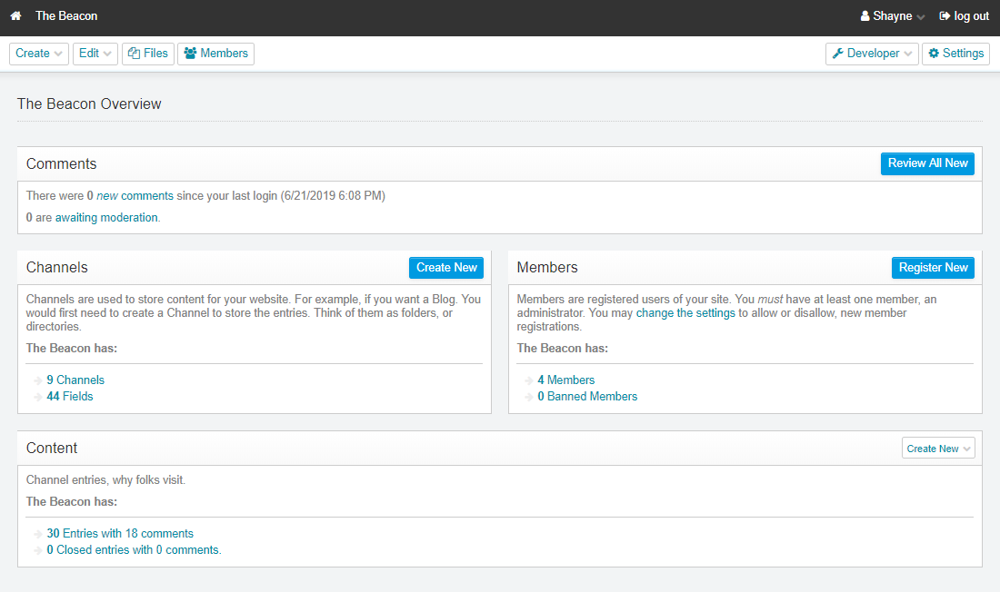 The Beacon
Shayne
log out
Create
Edit
Files
Members
Developer
Settings
The Beacon Overview
Comments
Review All New
There were 0 new comments since your last login (6/21/2019 6:08 PM)
0 are awaiting moderation.
Channels
Create New
Channels are used to store content for your website. For example, if you want a Blog. You
would first need to create a Channel to store the entries. Think of them as folders, or
directories.
The Beacon has:
9 Channels
44 Fields
Members
Register New
Members are registered users of your site. You must have at least one member, an
administrator. You may change the settings to allow or disallow, new member
registrations.
The Beacon has:
4 Members
0 Banned Members
Content
Create New
Channel entries, why folks visit.
The Beacon has:
30 Entries with 18 comments
0 Closed entries with 0 comments.